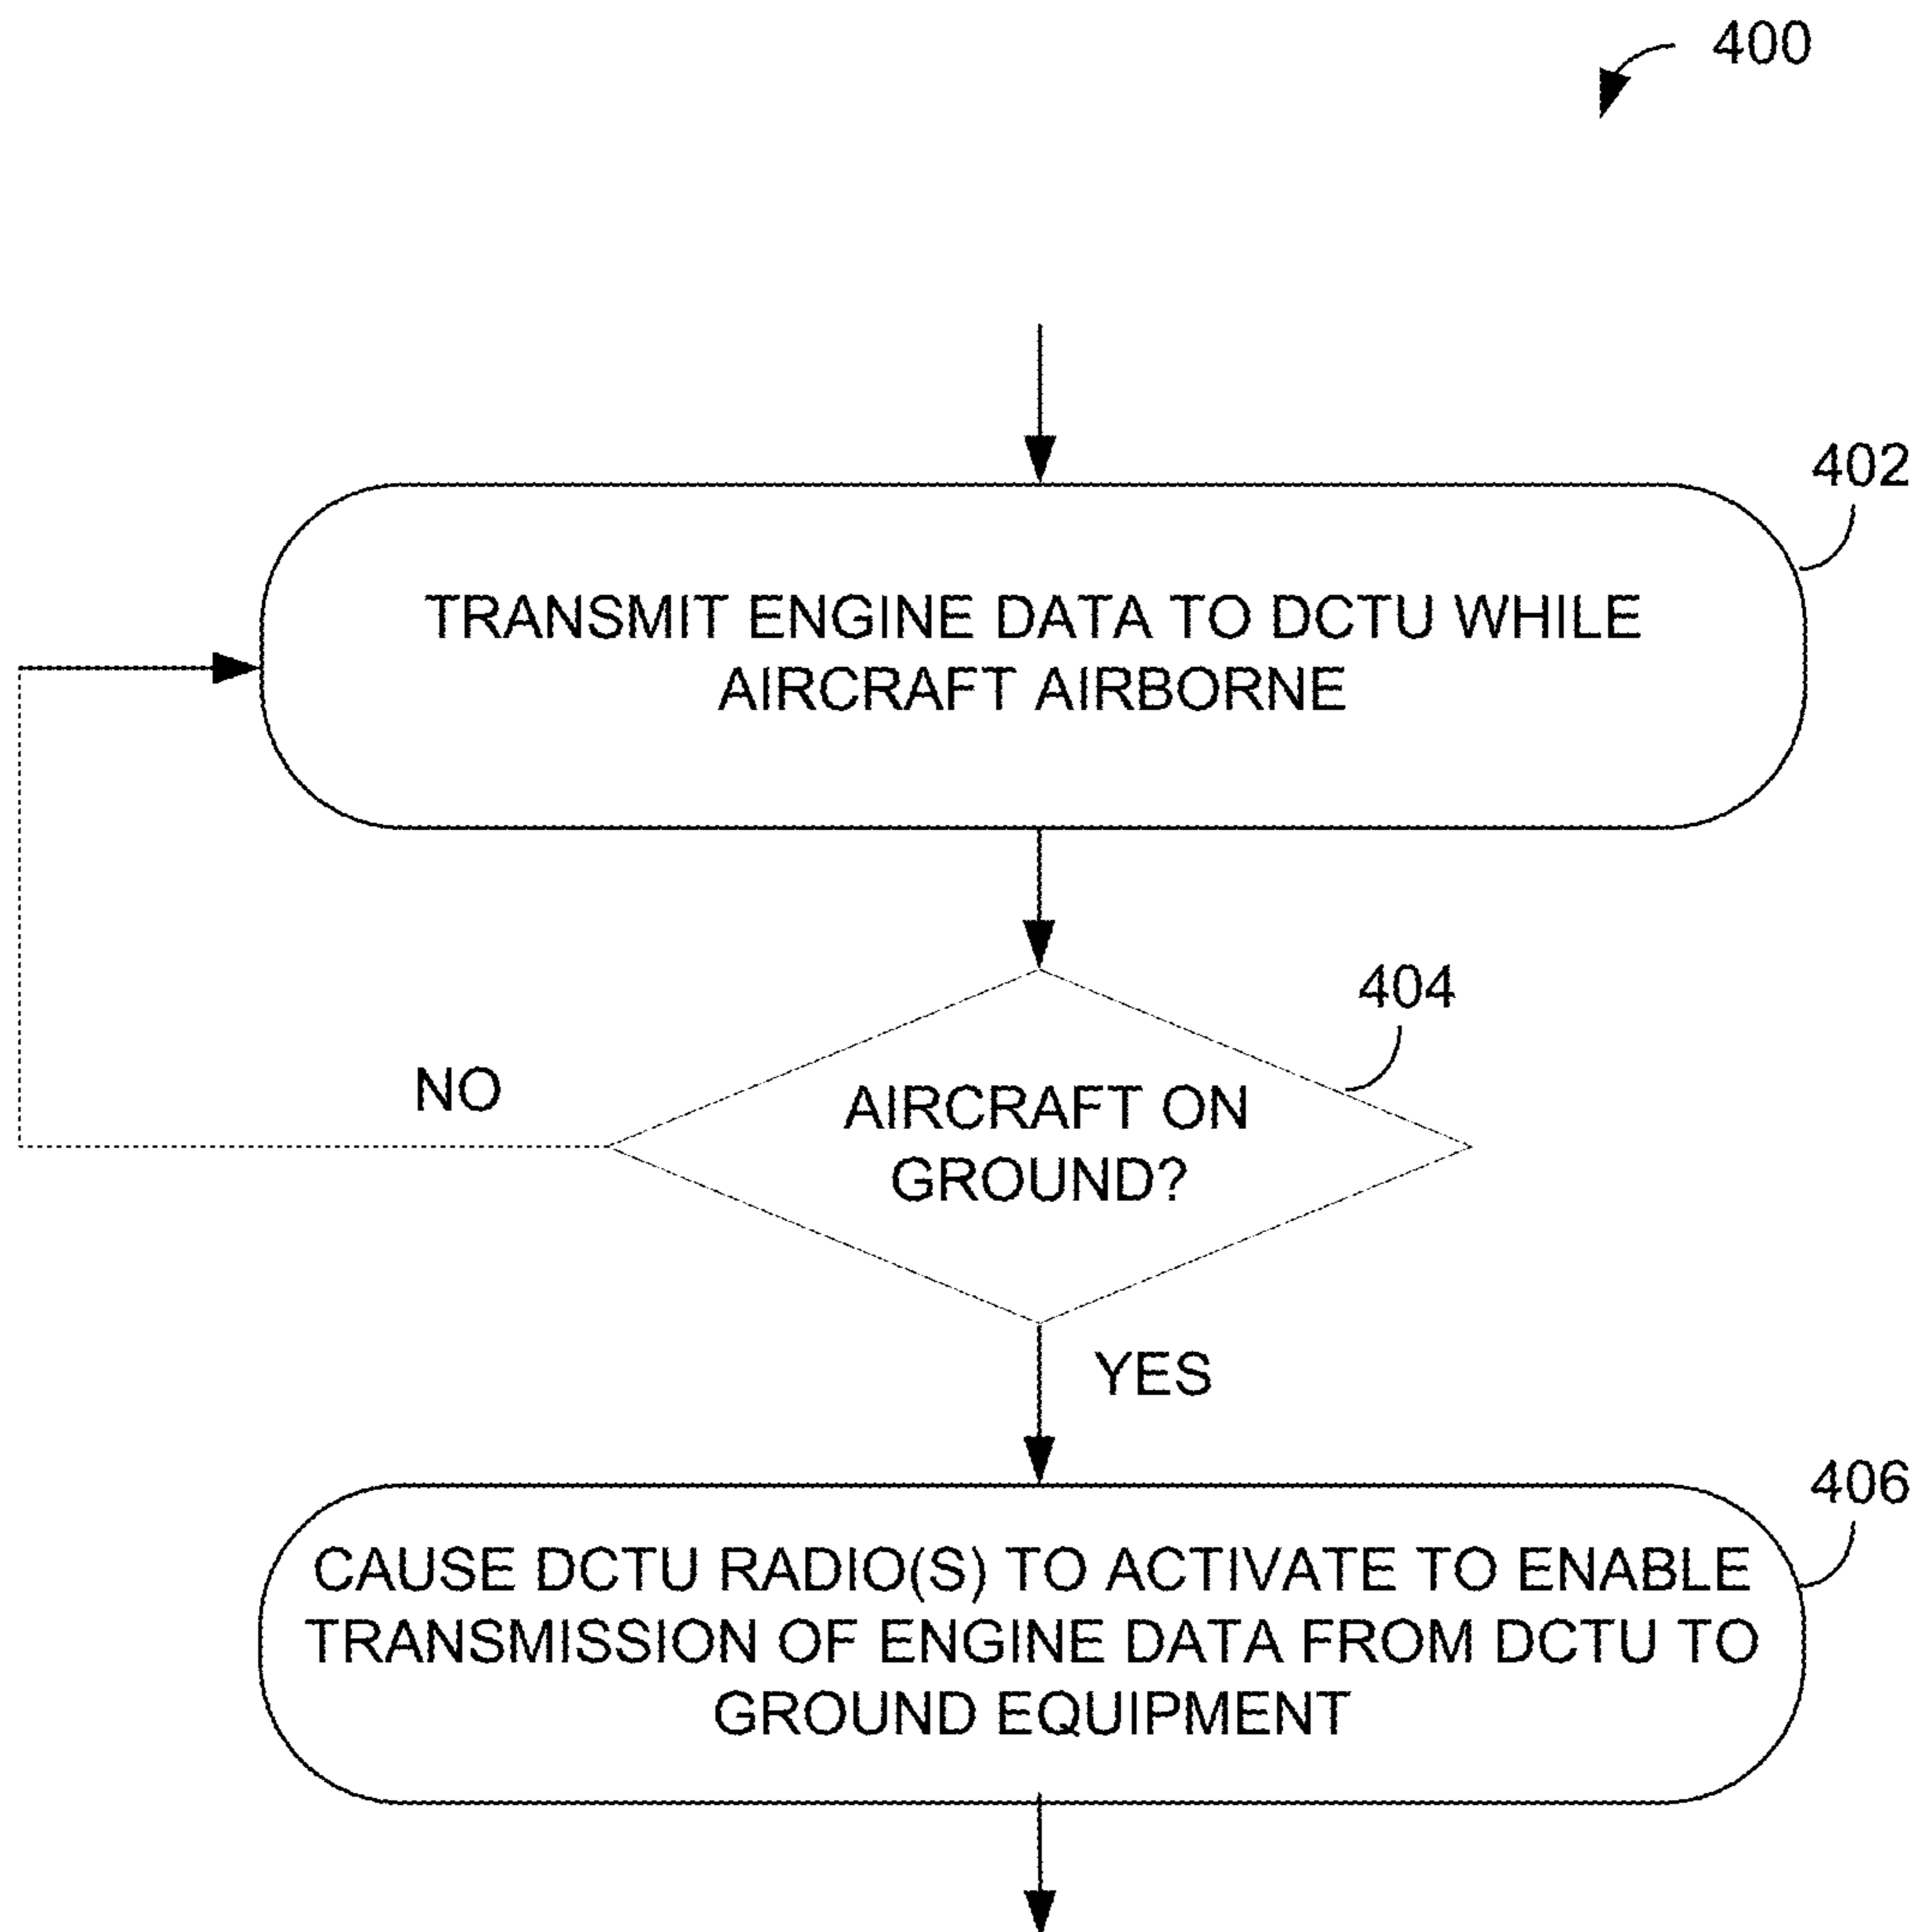 400
402
TRANSMIT ENGINE DATA TO DCTU WHILE
AIRCRAFT AIRBORNE
404
NO
AIRCRAFT ON
GROUND?
YES
406
CAUSE DCTU RADIO(S) TO ACTIVATE TO ENABLE
TRANSMISSION OF ENGINE DATA FROM DCTU TO
GROUND EQUIPMENT